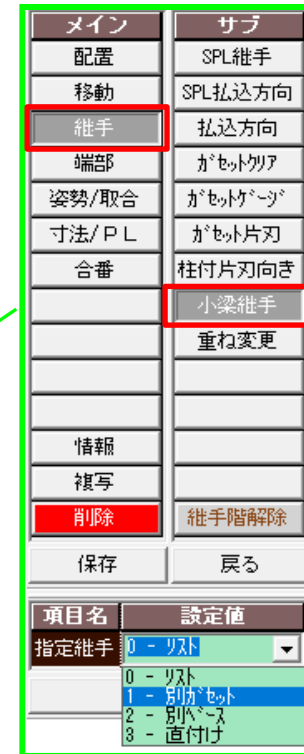 メイン サブ
配置 SPL継手
移動 SPL払込方向
継手 払込方向
端部 ｶﾞｾｯﾄｸﾘｱ
姿勢/取合 ｶﾞｾｯﾄｹﾞｰｼﾞ
寸法/ＰＬ ｶﾞｾｯﾄ片刃
合番 柱付片刃向き
小梁継手
重ね変更
情報
複写
削除 継手階解除
保存 戻る
項目名 設定値
指定継手 0 - ﾘｽﾄ
0 - ﾘｽﾄ
1 - 別ｶﾞｾｯﾄ
2 - 別ﾍﾞｰｽ
3 - 直付け